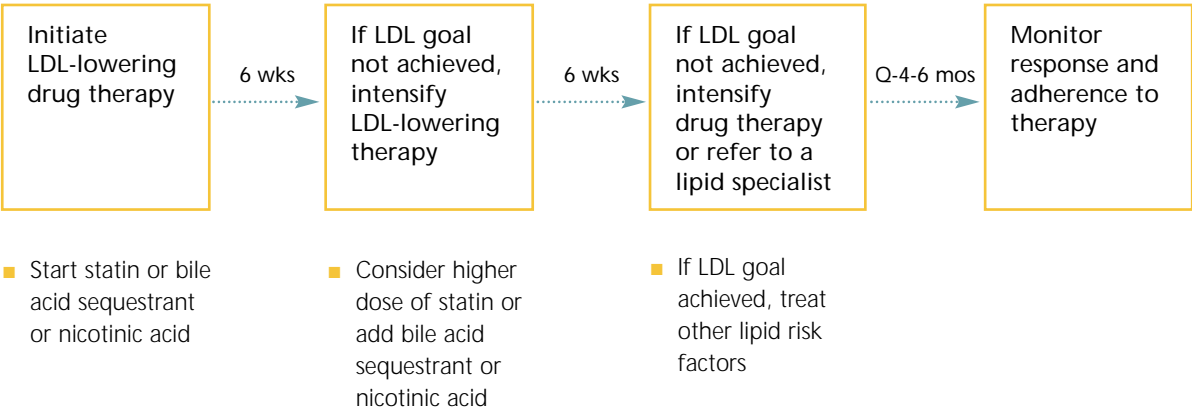 Initiate
LDL-lowering
drug therapy
6 wks
If LDL goal
not achieved,
intensify
LDL-lowering
therapy
6 wks
If LDL goal
not achieved,
intensify
drug therapy
or refer to a
lipid specialist
Q-4-6 mos
Monitor
response and
adherence to
therapy
■ Start statin or bile
acid sequestrant
or nicotinic acid
■ Consider higher
dose of statin or
add bile acid
sequestrant or
nicotinic acid
■ If LDL goal
achieved, treat
other lipid risk
factors